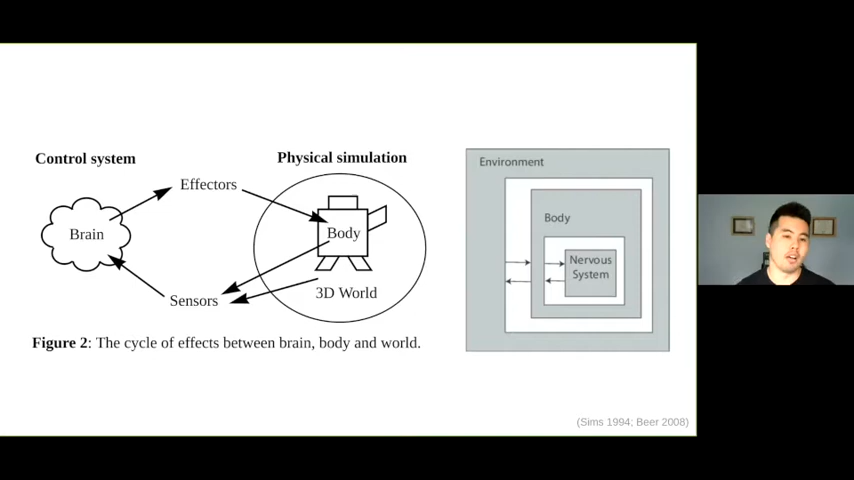 Control system
Physical simulation
Effectors
Brain
Body
Sensors
3D World
Figure 2: The cycle of effects between brain, body and world.
Environment
Body
Nervous
System
(Sims 1994; Beer 2008)